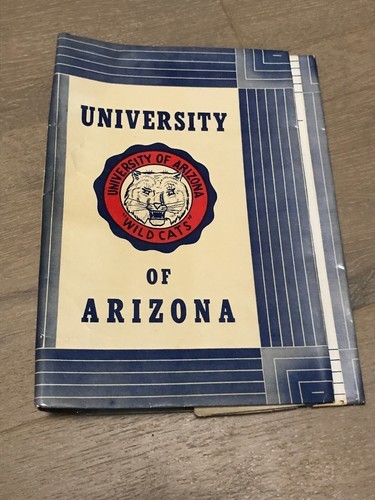 UNIVERSITY
UNIVERSITY OF ARIZONA
"WILD CATS"
OF
ARIZONA